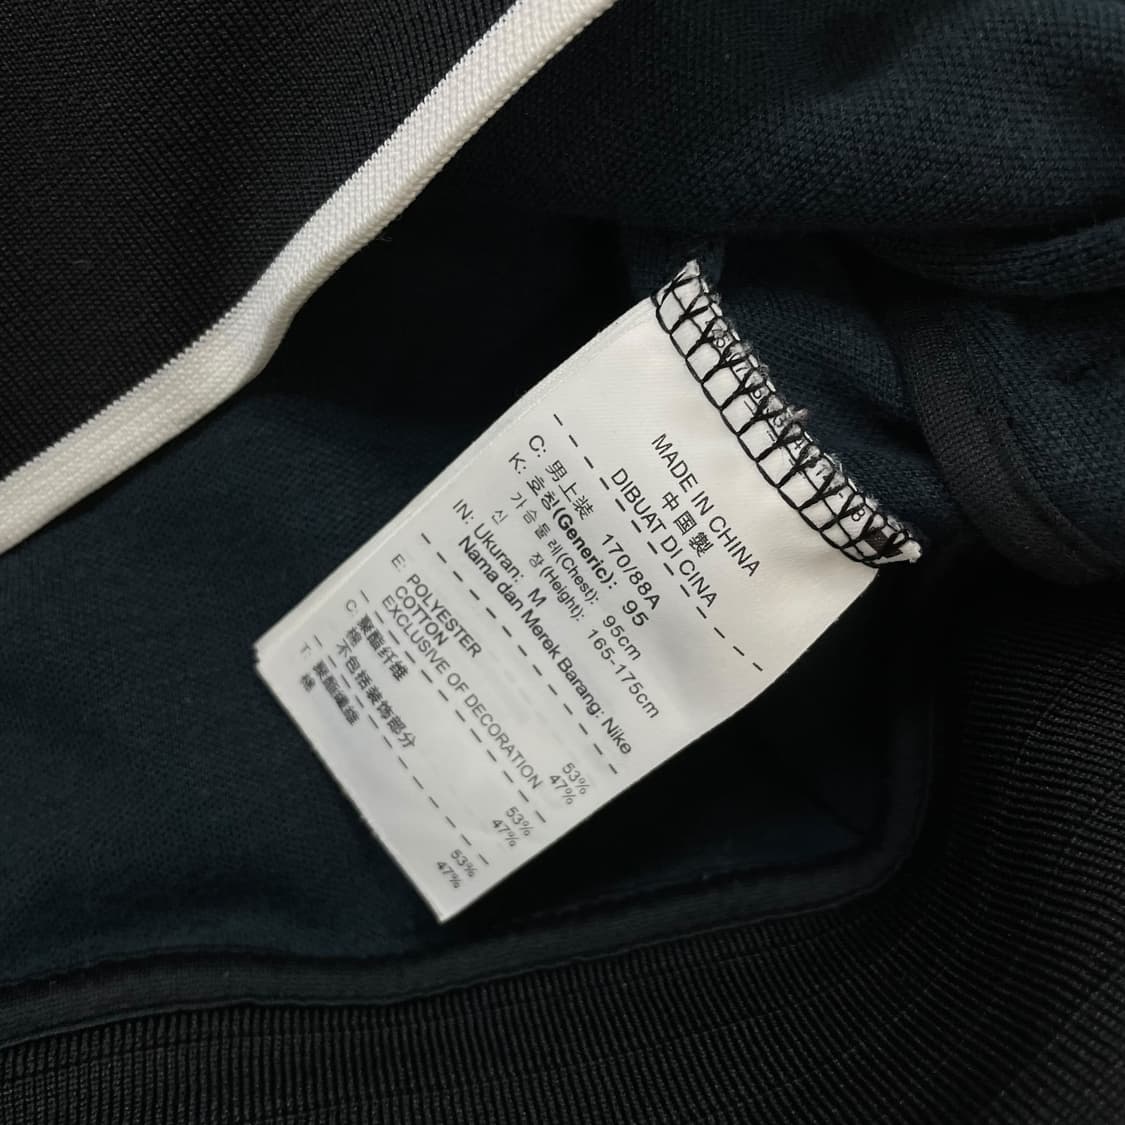 MADE IN CHINA
中 国 製
DIBUAT DI CINA
C: 男上装 170/88A
K: 호칭(Generic): 95
가슴둘레(Chest): 95cm
신 장(Height): 165-175cm
IN: Ukuran: M
Nama dan Merek Barang: Nike
E: POLYESTER 53%
COTTON 47%
EXCLUSIVE OF DECORATION
C: 聚酯纤维 53%
棉 47%
不包括装饰部分
T: 聚酯纖維 53%
棉 47%